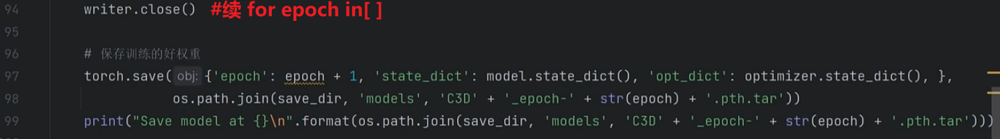 94 writer.close() #续 for epoch in[ ]
95
96 # 保存训练的好权重
97 torch.save( obj: {'epoch': epoch + 1, 'state_dict': model.state_dict(), 'opt_dict': optimizer.state_dict(), },
98 os.path.join(save_dir, 'models', 'C3D' + '_epoch-' + str(epoch) + '.pth.tar'))
99 print("Save model at {}\n".format(os.path.join(save_dir, 'models', 'C3D' + '_epoch-' + str(epoch) + '.pth.tar')))